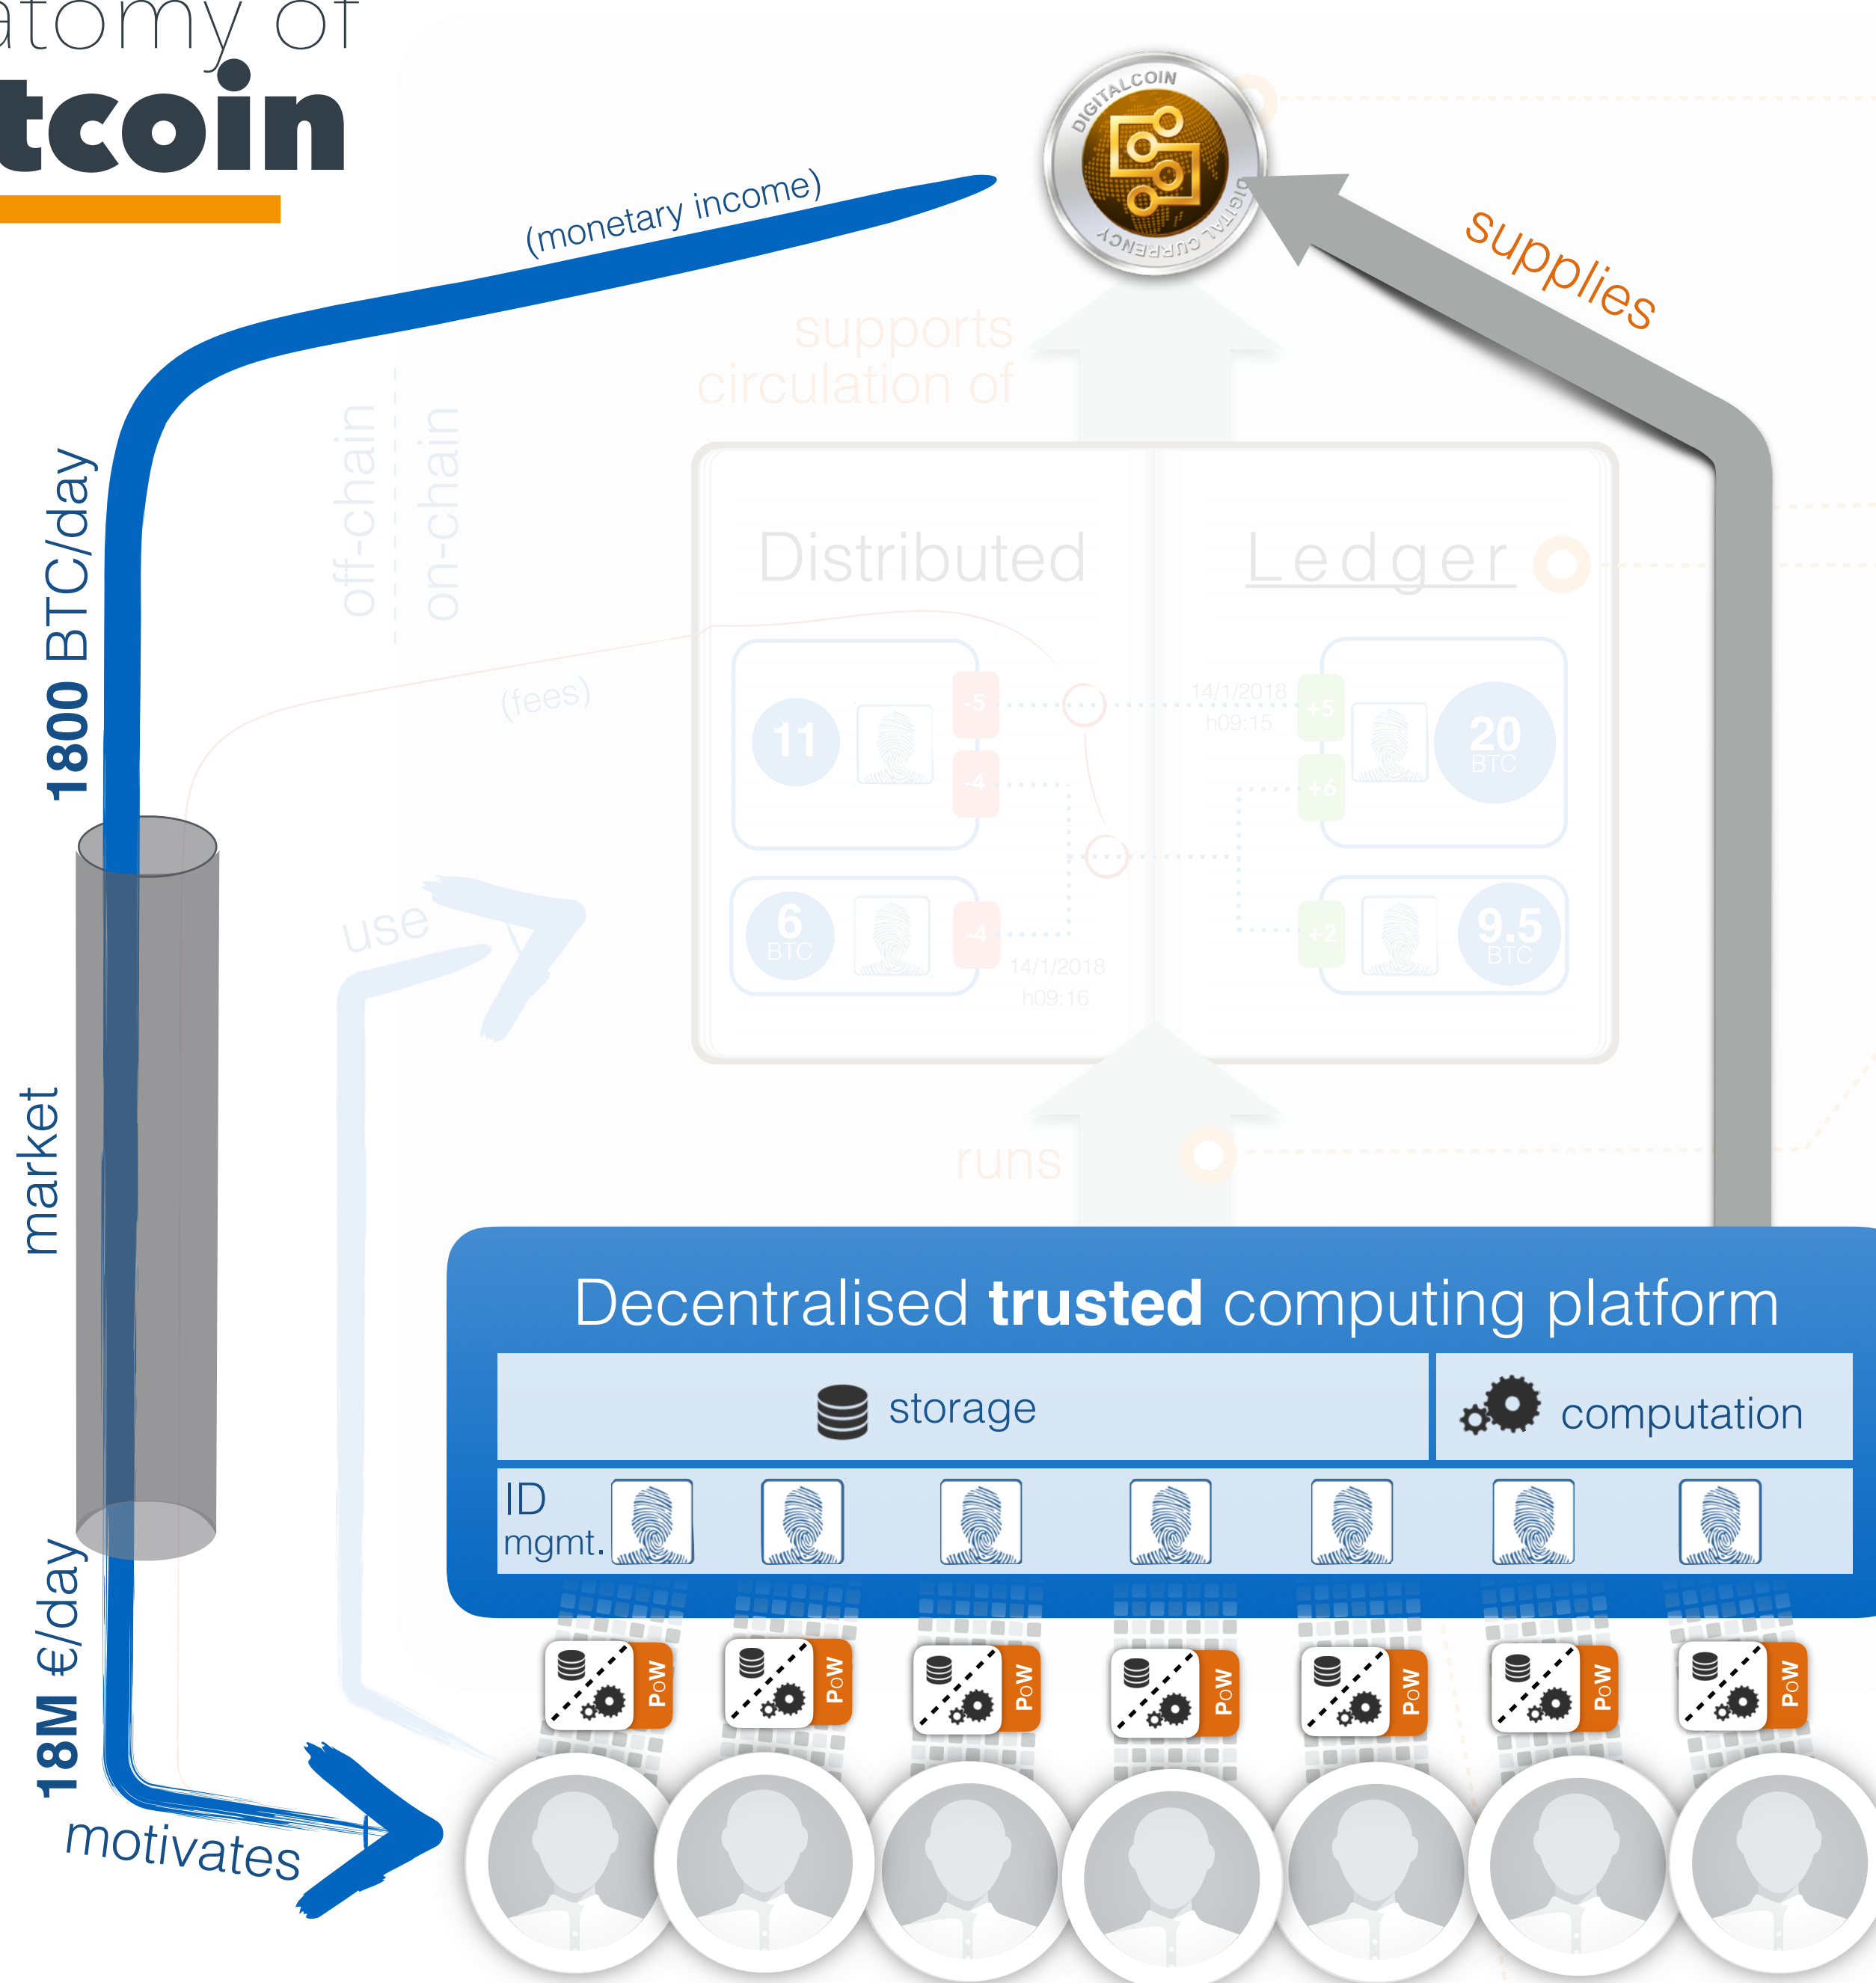 atomy of
tcoin
DIGITALCOIN
DIGITAL CURRENCY
(monetary income)
supplies
supports
circulation of
1800 BTC/day
off-chain
on-chain
Distributed
Ledger
(fees)
11
-5
14/1/2018
h09:15
+5
20
BTC
-4
+6
use
6
BTC
-4
14/1/2018
h09:16
+2
9.5
BTC
market
runs
Decentralised trusted computing platform
storage
computation
ID
mgmt.
18M €/day
PoW
PoW
PoW
PoW
PoW
PoW
PoW
motivates